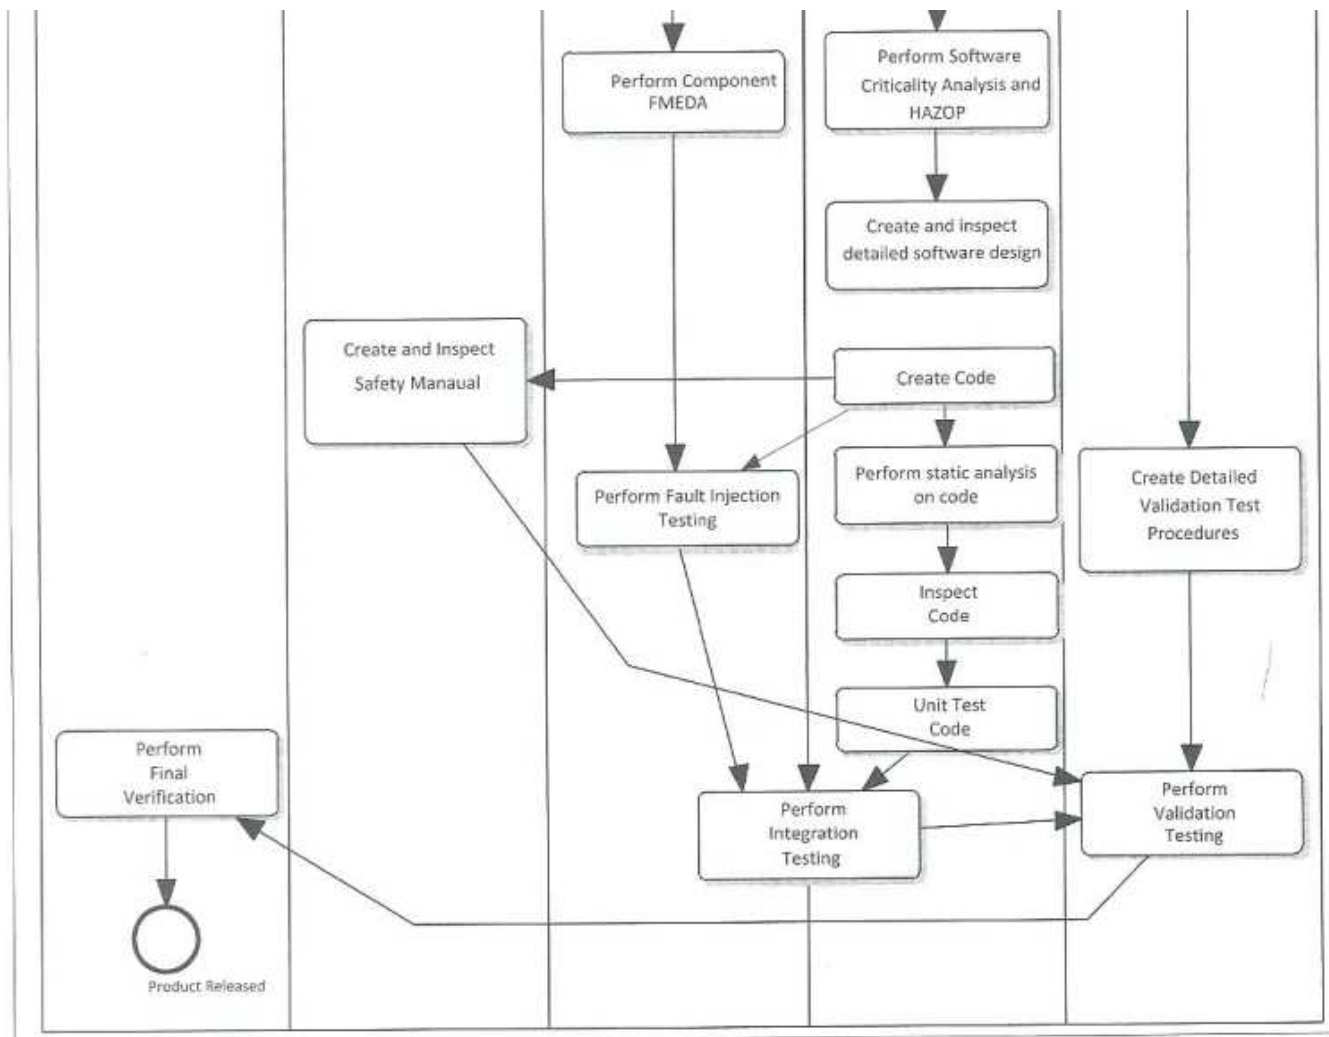 Perform Component
FMEDA
Perform Software
Criticality Analysis and
HAZOP
Create and inspect
detailed software design
Create and Inspect
Safety Manaual
Create Code
Perform Fault Injection
Testing
Perform static analysis
on code
Create Detailed
Validation Test
Procedures
Inspect
Code
Unit Test
Code
Perform
Final
Verification
Perform
Integration
Testing
Perform
Validation
Testing
Product Released